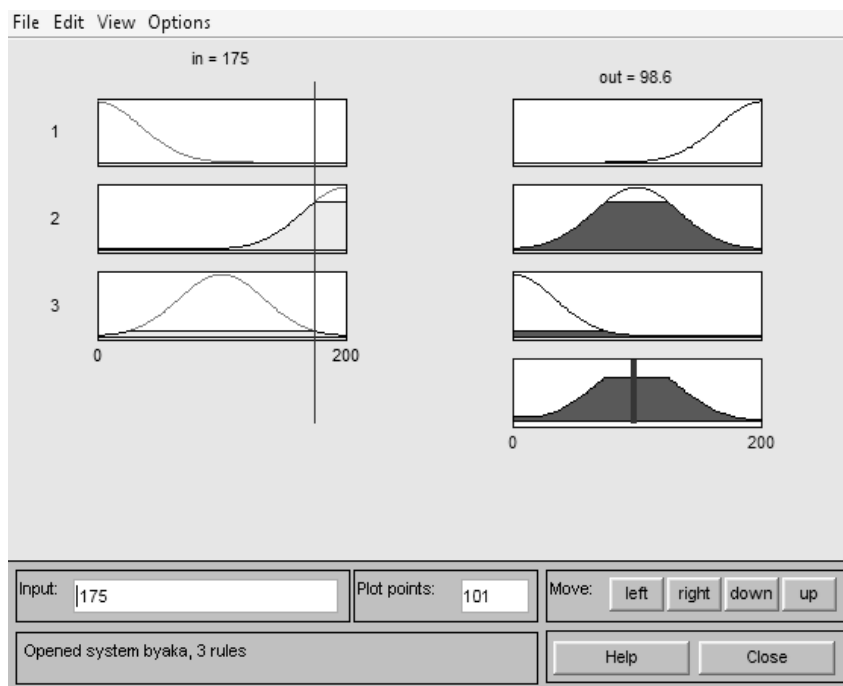 File Edit View Options
in = 175
out = 98.6
1
2
3
0 200
0 200
Input: 175
Plot points: 101
Move: left right down up
Opened system byaka, 3 rules
Help Close